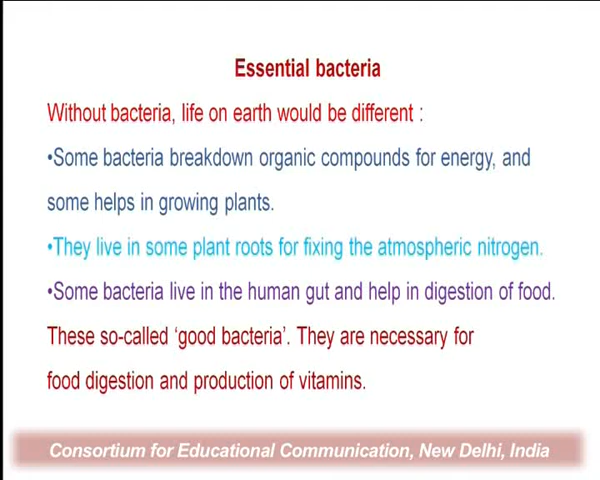 Essential bacteria
Without bacteria, life on earth would be different :
•Some bacteria breakdown organic compounds for energy, and
some helps in growing plants.
•They live in some plant roots for fixing the atmospheric nitrogen.
•Some bacteria live in the human gut and help in digestion of food.
These so-called ‘good bacteria’. They are necessary for
food digestion and production of vitamins.
Consortium for Educational Communication, New Delhi, India